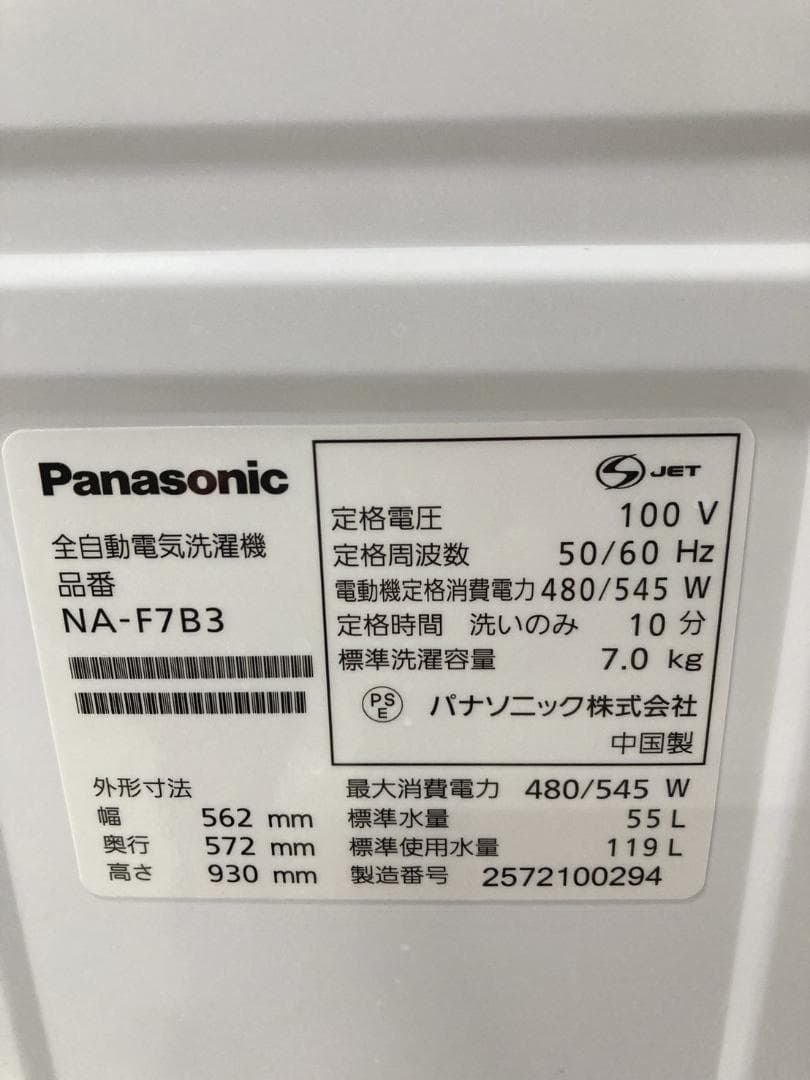 Panasonic
全自動電気洗濯機
品番
NA-F7B3
JET
定格電圧 100 V
定格周波数 50/60 Hz
電動機定格消費電力 480/545 W
定格時間 洗いのみ 10 分
標準洗濯容量 7.0 kg
PS
E
パナソニック株式会社
中国製
外形寸法
幅 562 mm
奥行 572 mm
高さ 930 mm
最大消費電力 480/545 W
標準水量 55 L
標準使用水量 119 L
製造番号 2572100294